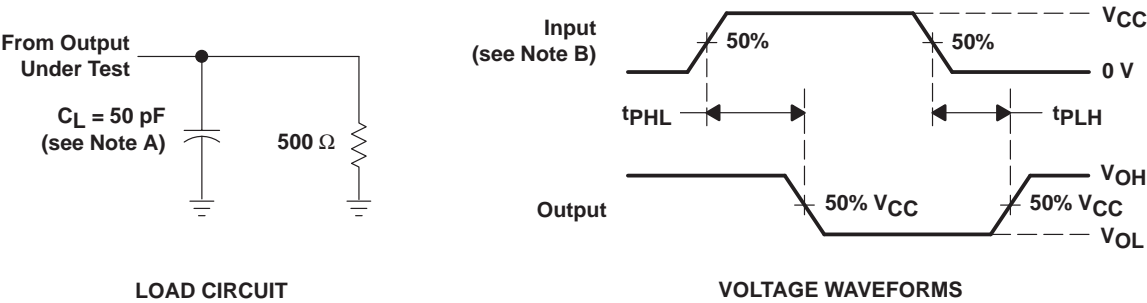 From Output
Under Test
CL = 50 pF
(see Note A)
500 Ω
LOAD CIRCUIT
Input
(see Note B)
50%
50%
VCC
0 V
tPHL
tPLH
Output
50% VCC
50% VCC
VOH
VOL
VOLTAGE WAVEFORMS